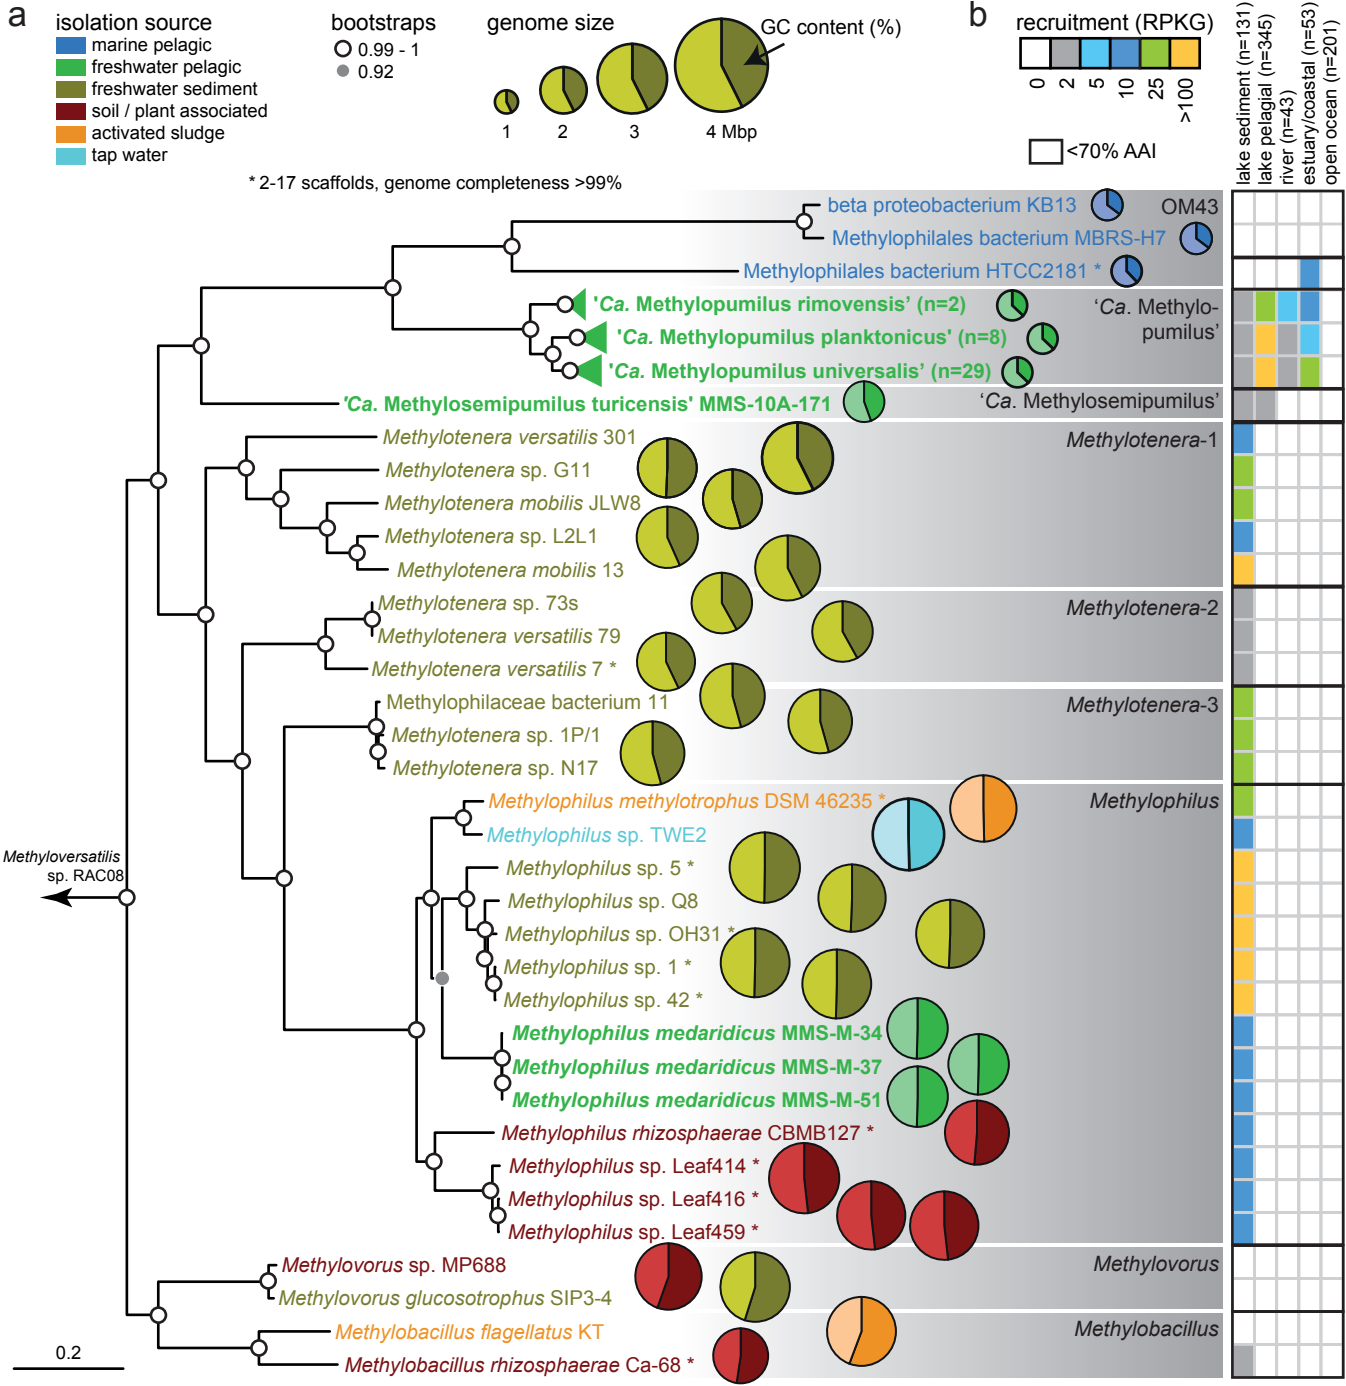 a
isolation source
marine pelagic
freshwater pelagic
freshwater sediment
soil / plant associated
activated sludge
tap water
bootstraps
0.99 - 1
0.92
genome size
GC content (%)
1
2
3
4 Mbp
* 2-17 scaffolds, genome completeness >99%
b
recruitment (RPKG)
0
2
5
10
25
>100
<70% AAI
lake sediment (n=131)
lake pelagial (n=345)
river (n=43)
estuary/coastal (n=53)
open ocean (n=201)
beta proteobacterium KB13
OM43
Methylophilales bacterium MBRS-H7
Methylophilales bacterium HTCC2181 *
'Ca. Methylopumilus rimovensis’ (n=2)
‘Ca. Methylo-
pumilus’
'Ca. Methylopumilus planktonicus' (n=8)
'Ca. Methylopumilus universalis’ (n=29)
'Ca. Methylosemipumilus turicensis' MMS-10A-171
‘Ca. Methylosemipumilus’
Methylotenera versatilis 301
Methylotenera-1
Methylotenera sp. G11
Methylotenera mobilis JLW8
Methylotenera sp. L2L1
Methylotenera mobilis 13
Methylotenera sp. 73s
Methylotenera-2
Methylotenera versatilis 79
Methylotenera versatilis 7 *
Methylophilaceae bacterium 11
Methylotenera-3
Methylotenera sp. 1P/1
Methylotenera sp. N17
Methylophilus methylotrophus DSM 46235 *
Methylophilus
Methylophilus sp. TWE2
Methyloversatilis
sp. RAC08
Methylophilus sp. 5 *
Methylophilus sp. Q8
Methylophilus sp. OH31 *
Methylophilus sp. 1 *
Methylophilus sp. 42 *
Methylophilus medaridicus MMS-M-34
Methylophilus medaridicus MMS-M-37
Methylophilus medaridicus MMS-M-51
Methylophilus rhizosphaerae CBMB127 *
Methylophilus sp. Leaf414 *
Methylophilus sp. Leaf416 *
Methylophilus sp. Leaf459 *
Methylovorus sp. MP688
Methylovorus
Methylovorus glucosotrophus SIP3-4
Methylobacillus flagellatus KT
Methylobacillus
Methylobacillus rhizosphaerae Ca-68 *
0.2